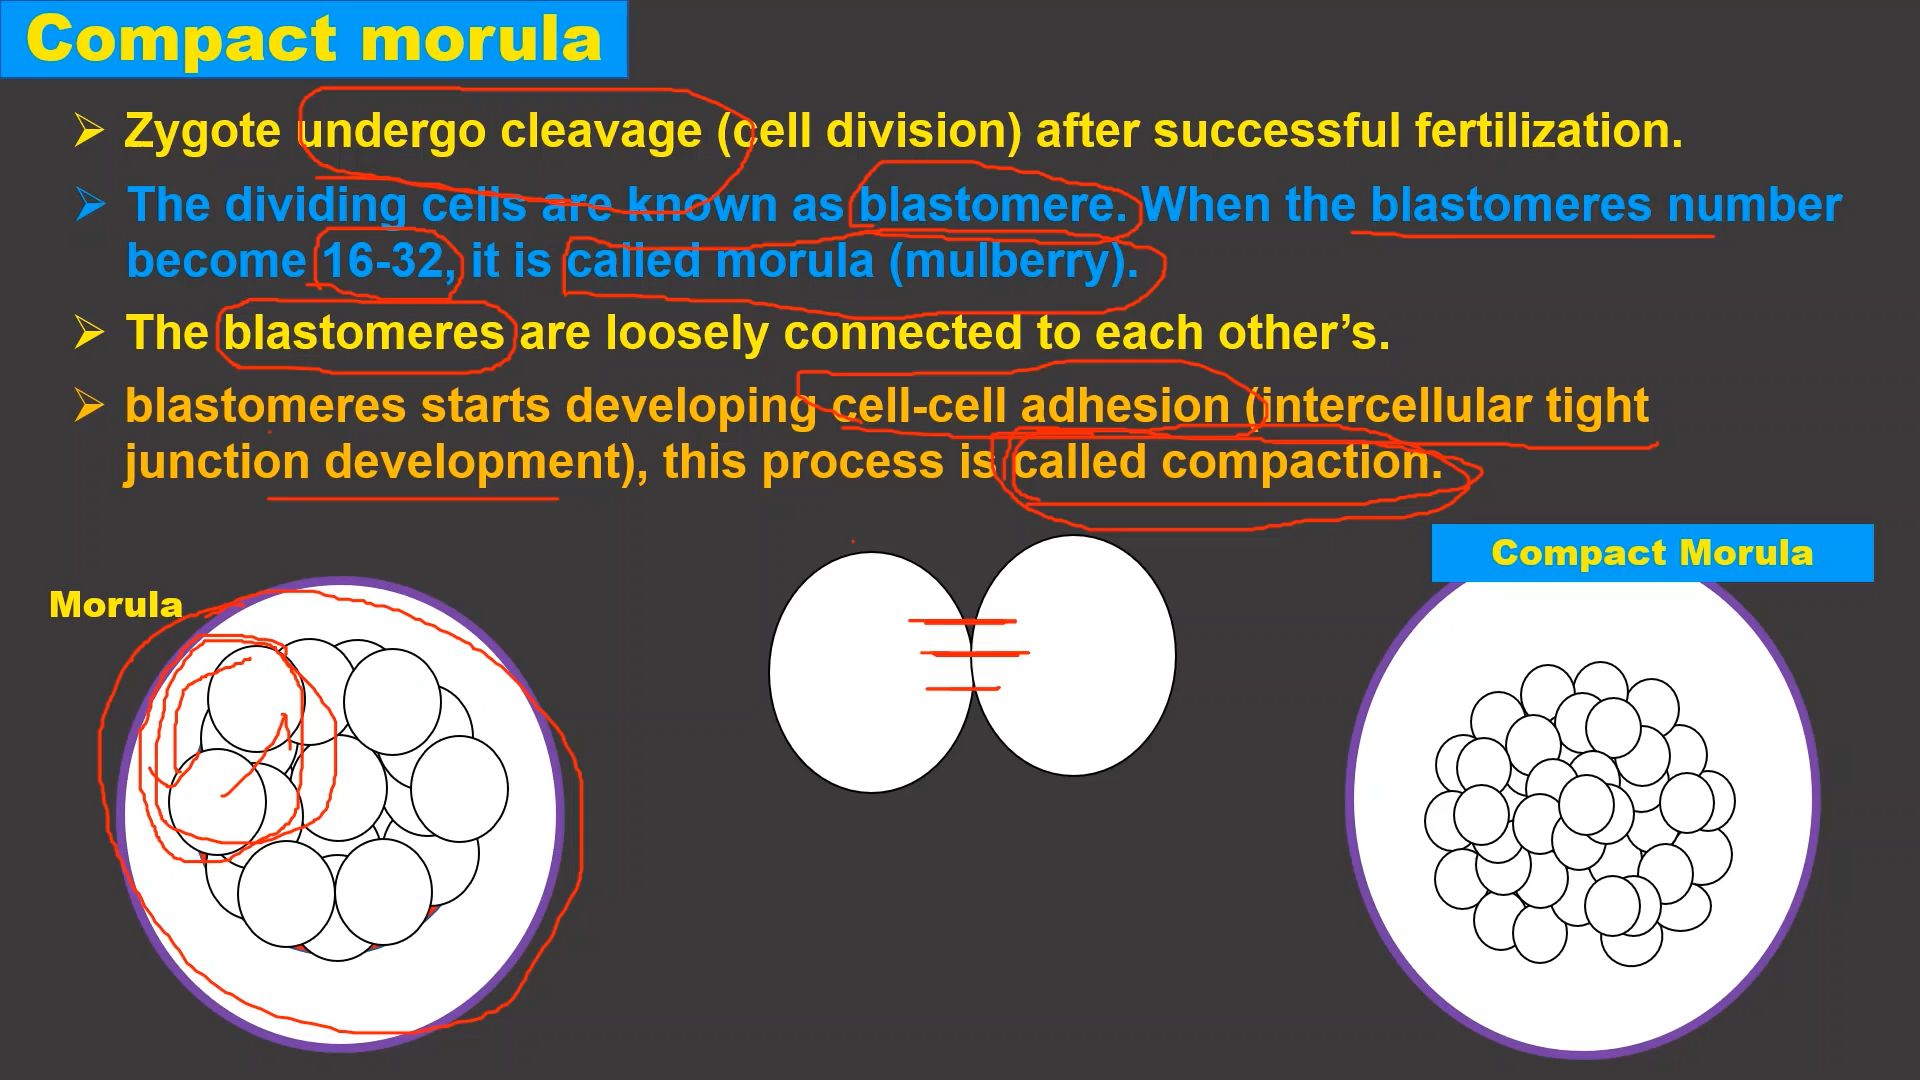 Compact morula
Zygote undergo cleavage (cell division) after successful fertilization.
The dividing cells are known as blastomere. When the blastomeres number
become 16-32, it is called morula (mulberry).
The blastomeres are loosely connected to each other’s.
blastomeres starts developing cell-cell adhesion (intercellular tight
junction development), this process is called compaction.
Morula
Compact Morula